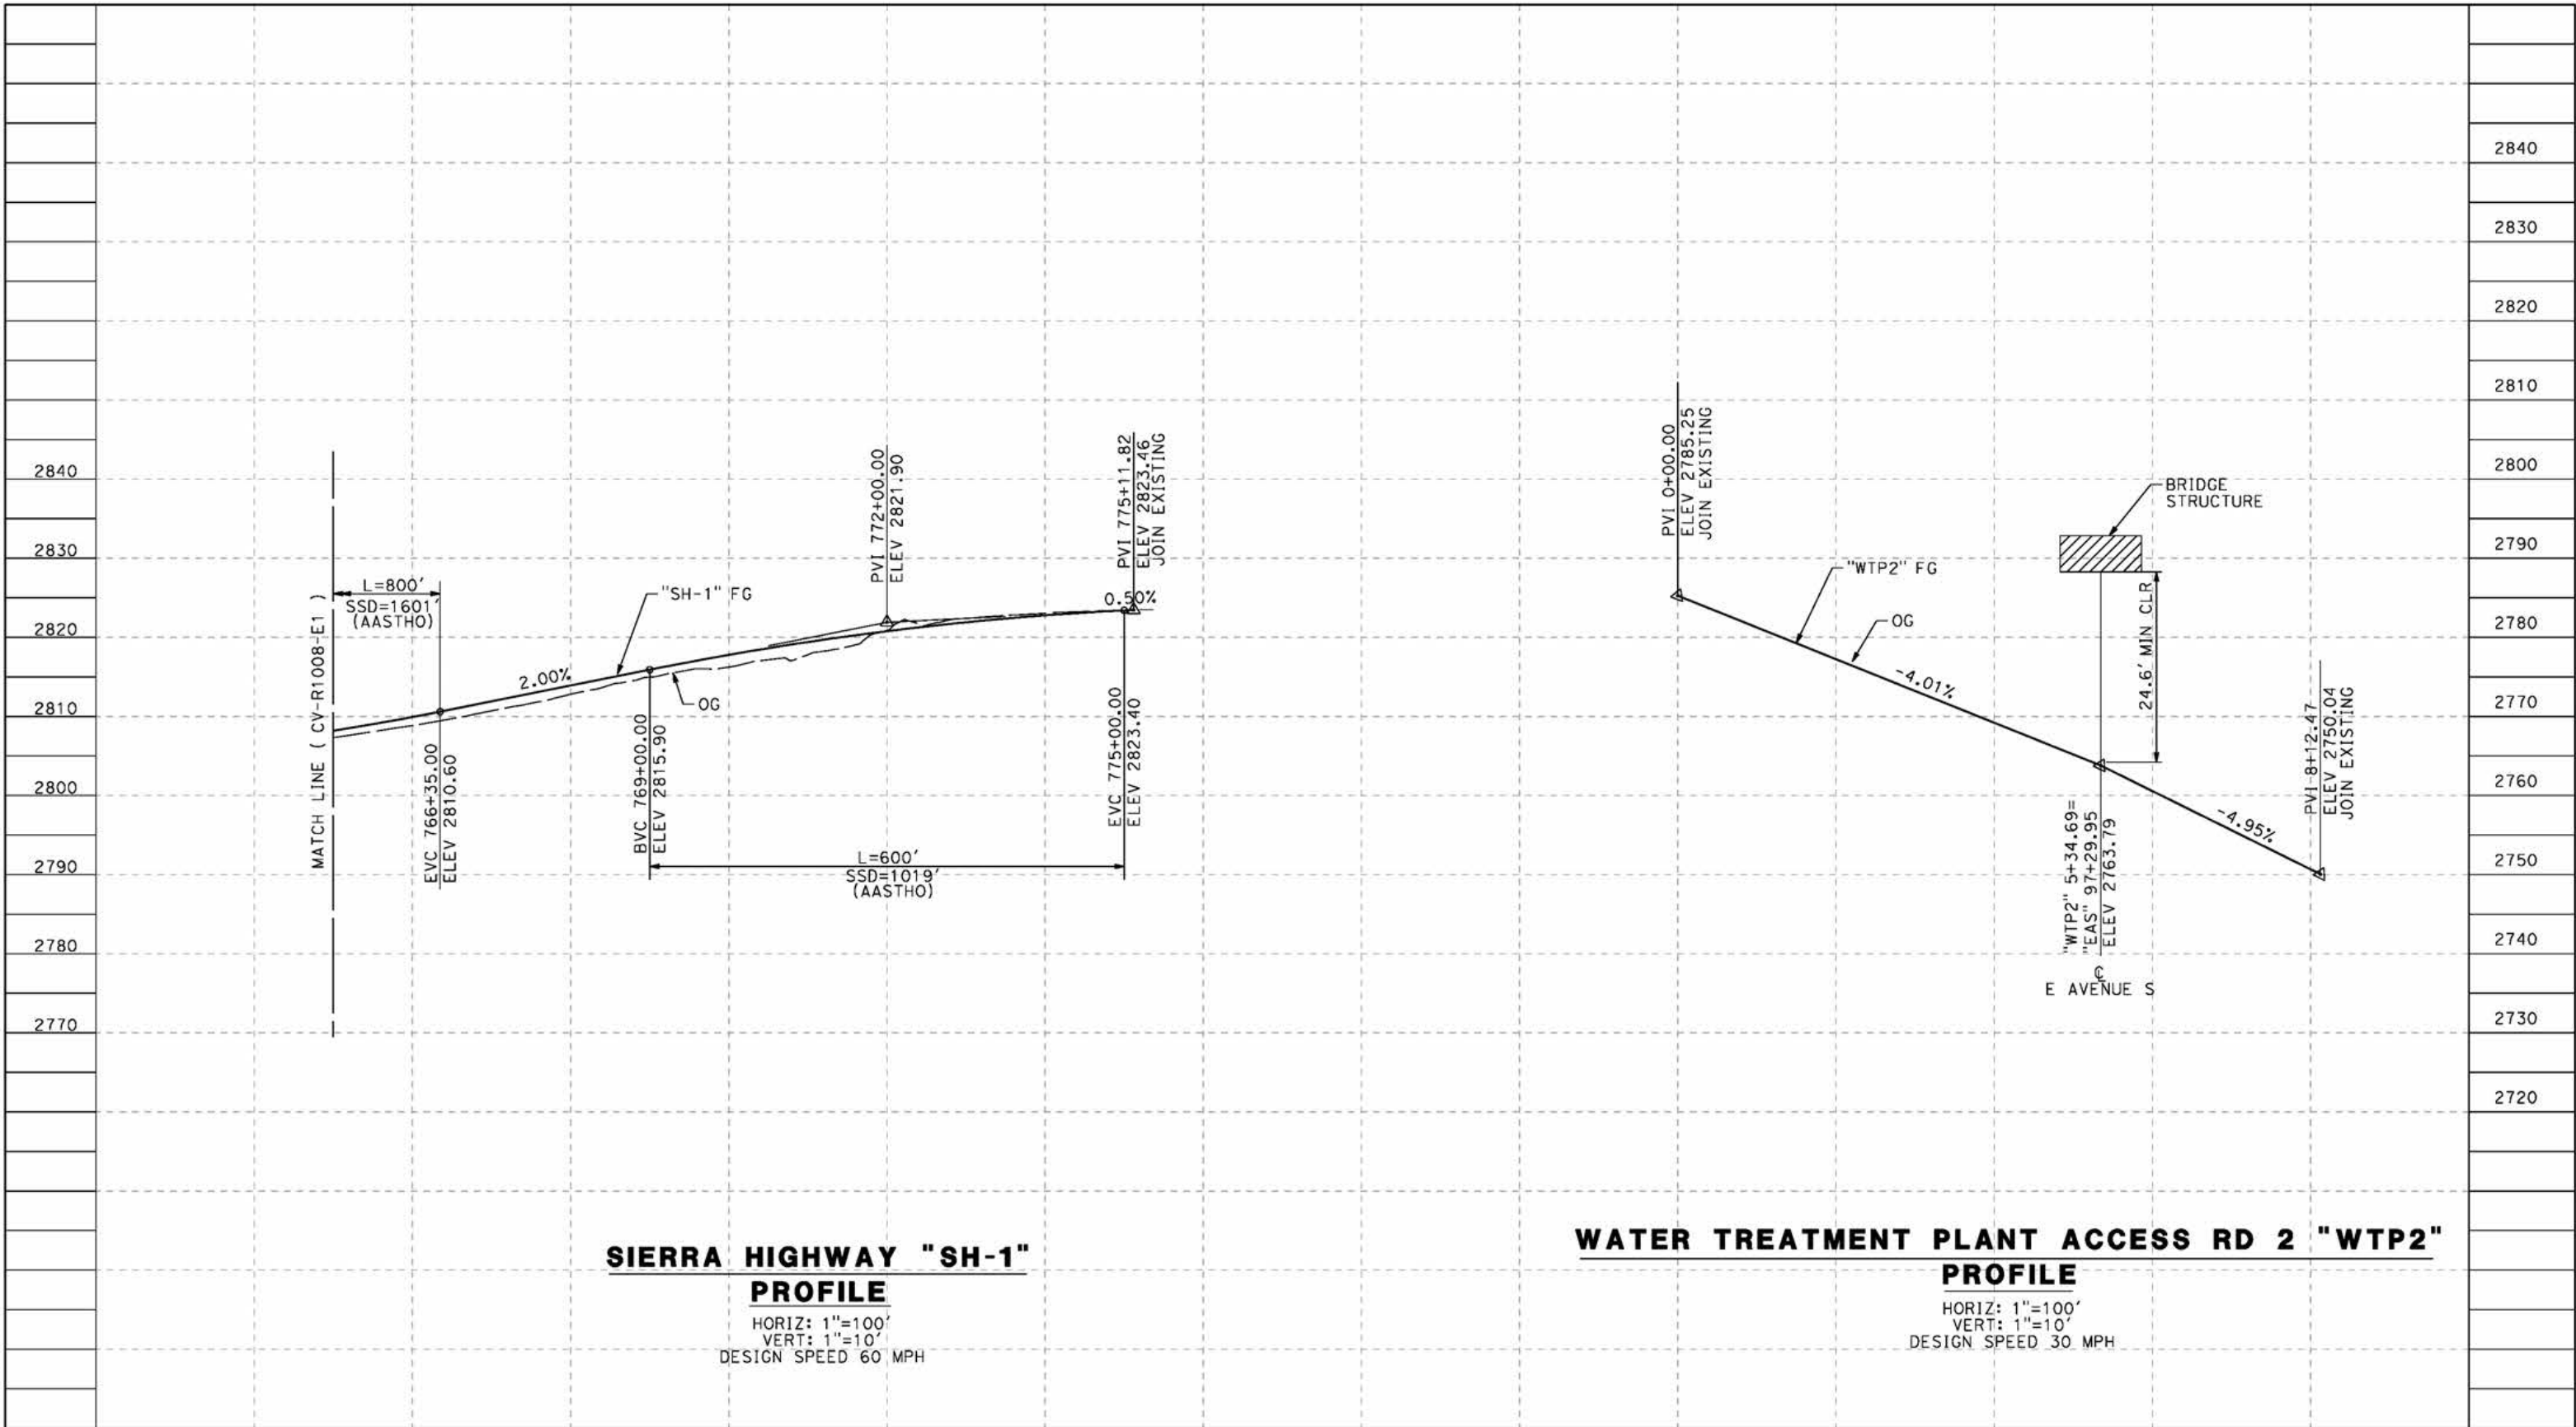 2840
2830
2820
2810
2800
2790
2780
2770
MATCH LINE ( CV-R1008-E1 )
L=800'
SSD=1601'
(AASTHO)
EVC 766+35.00
ELEV 2810.60
2.00%
"SH-1" FG
OG
BVC 769+00.00
ELEV 2815.90
PVI 772+00.00
ELEV 2821.90
L=600'
SSD=1019'
(AASTHO)
EVC 775+00.00
ELEV 2823.40
PVI 775+11.82
ELEV 2823.46
JOIN EXISTING
0.50%
SIERRA HIGHWAY "SH-1"
PROFILE
HORIZ: 1"=100'
VERT: 1"=10'
DESIGN SPEED 60 MPH
PVI 0+00.00
ELEV 2785.25
JOIN EXISTING
"WTP2" FG
OG
-4.01%
BRIDGE
STRUCTURE
24.6' MIN CLR
"WTP2" 5+34.69=
"EAS" 97+29.95
ELEV 2763.79
℄
E AVENUE S
-4.95%
PVI 8+12.47
ELEV 2750.04
JOIN EXISTING
WATER TREATMENT PLANT ACCESS RD 2 "WTP2"
PROFILE
HORIZ: 1"=100'
VERT: 1"=10'
DESIGN SPEED 30 MPH
2840
2830
2820
2810
2800
2790
2780
2770
2760
2750
2740
2730
2720